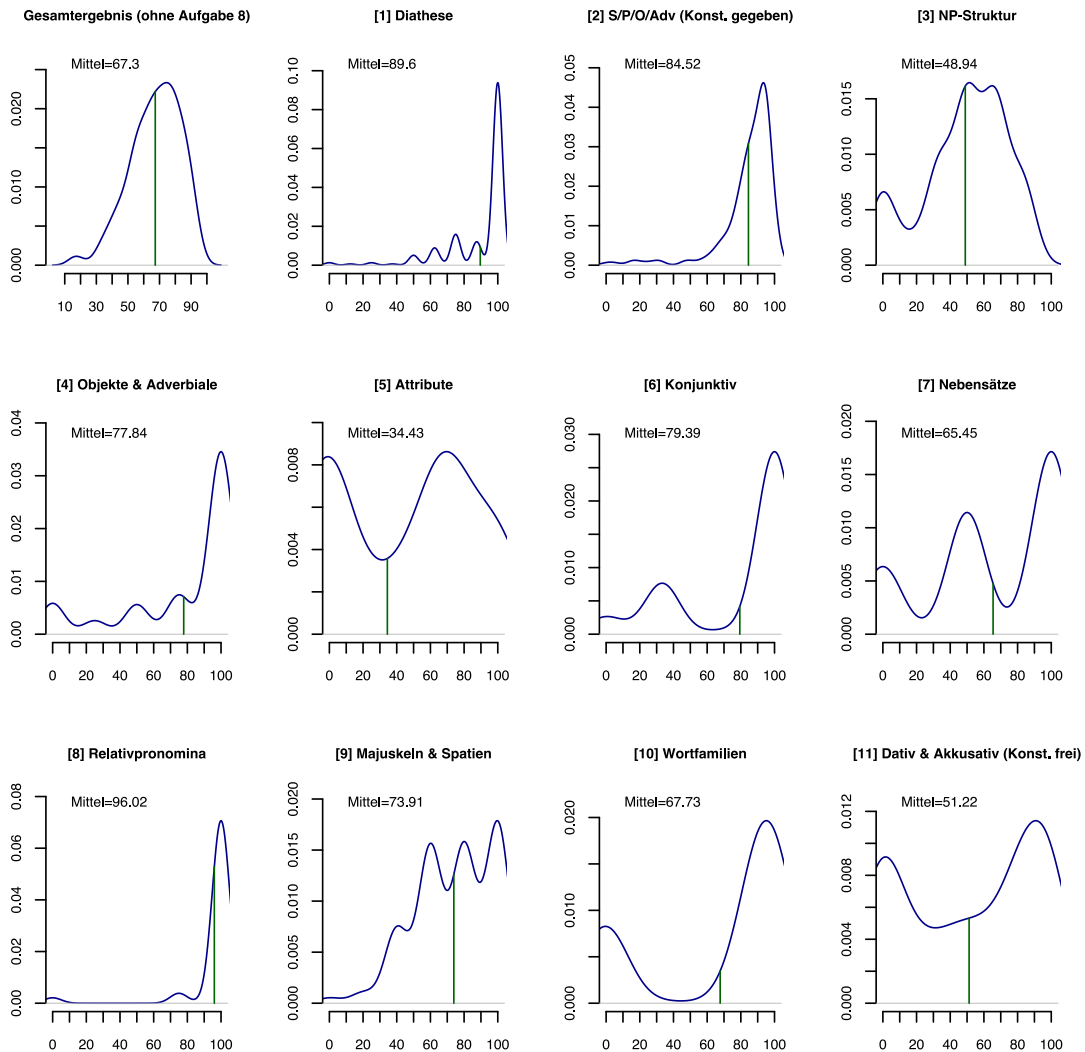 Gesamtergebnis (ohne Aufgabe 8)
Mittel=67.3
0.000 0.010 0.020
10 30 50 70 90
[1] Diathese
Mittel=89.6
0.00 0.02 0.04 0.06 0.08 0.10
0 20 40 60 80 100
[2] S/P/O/Adv (Konst. gegeben)
Mittel=84.52
0.00 0.01 0.02 0.03 0.04 0.05
0 20 40 60 80 100
[3] NP-Struktur
Mittel=48.94
0.000 0.005 0.010 0.015
0 20 40 60 80 100
[4] Objekte & Adverbiale
Mittel=77.84
0.00 0.01 0.02 0.03 0.04
0 20 40 60 80 100
[5] Attribute
Mittel=34.43
0.000 0.004 0.008
0 20 40 60 80 100
[6] Konjunktiv
Mittel=79.39
0.000 0.010 0.020 0.030
0 20 40 60 80 100
[7] Nebensätze
Mittel=65.45
0.000 0.005 0.010 0.015 0.020
0 20 40 60 80 100
[8] Relativpronomina
Mittel=96.02
0.00 0.02 0.04 0.06 0.08
0 20 40 60 80 100
[9] Majuskeln & Spatien
Mittel=73.91
0.000 0.005 0.010 0.015 0.020
0 20 40 60 80 100
[10] Wortfamilien
Mittel=67.73
0.000 0.010 0.020
0 20 40 60 80 100
[11] Dativ & Akkusativ (Konst. frei)
Mittel=51.22
0.000 0.004 0.008 0.012
0 20 40 60 80 100